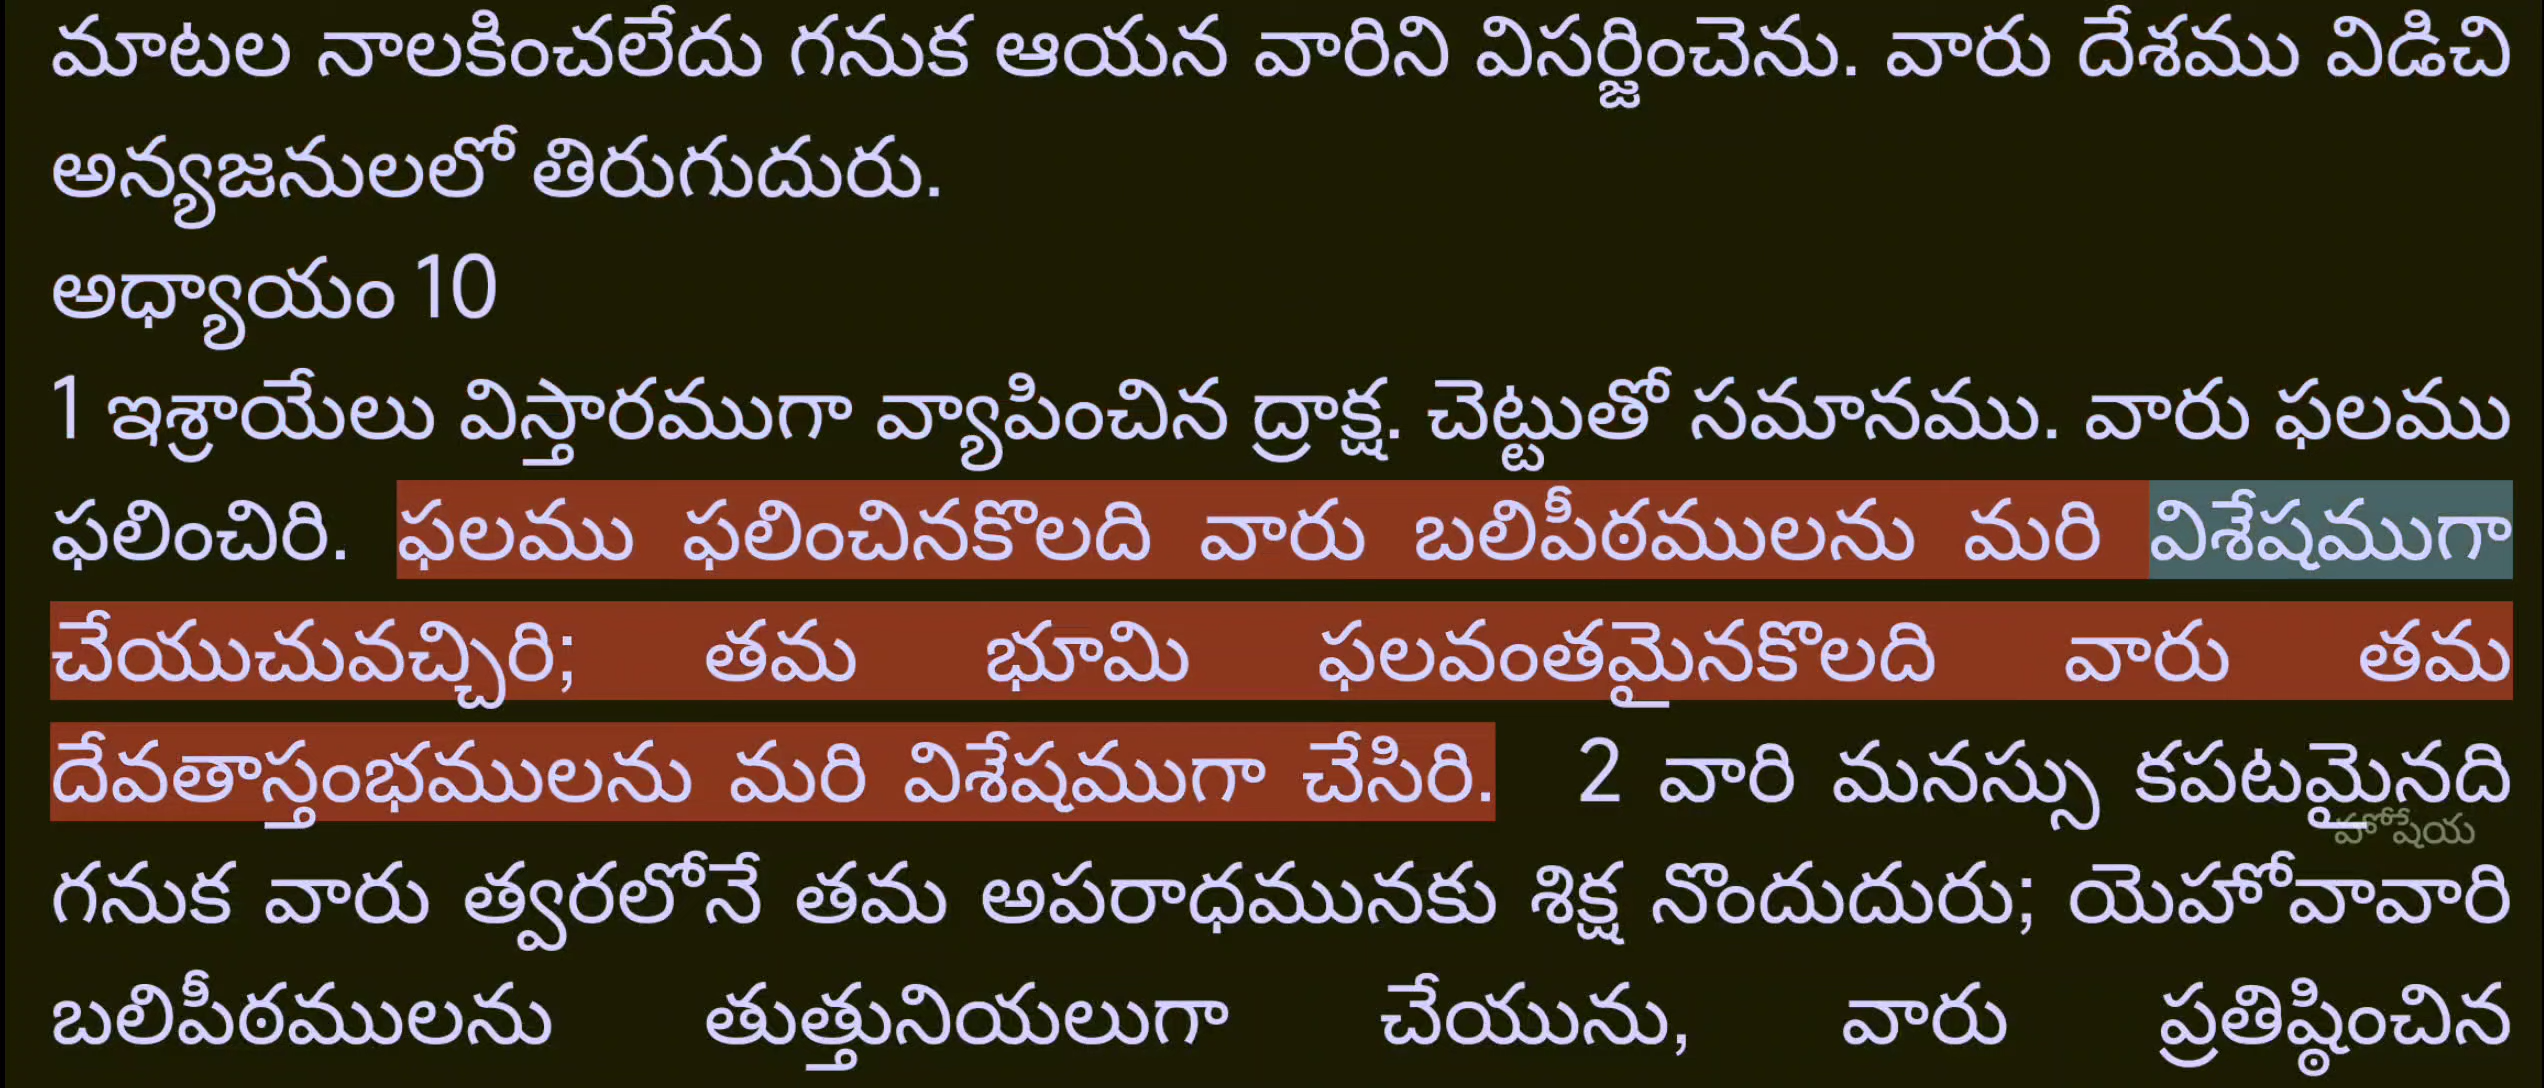 మాటల నాలకించలేదు గనుక ఆయన వారిని విసర్జించెను. వారు దేశము విడిచి
అన్యజనులలో తిరుగుదురు.
అధ్యాయం 10
1 ఇశ్రాయేలు విస్తారముగా వ్యాపించిన ద్రాక్ష. చెట్టుతో సమానము. వారు ఫలము
ఫలించిరి. ఫలము ఫలించినకొలది వారు బలిపీఠములను మరి విశేషముగా
చేయుచువచ్చిరి; తమ భూమి ఫలవంతమైనకొలది వారు తమ
దేవతాస్తంభములను మరి విశేషముగా చేసిరి. 2 వారి మనస్సు కపటమైనది
హోషేయ
గనుక వారు త్వరలోనే తమ అపరాధమునకు శిక్ష నొందుదురు; యెహోవావారి
బలిపీఠములను తుత్తునియలుగా చేయును, వారు ప్రతిష్ఠించిన